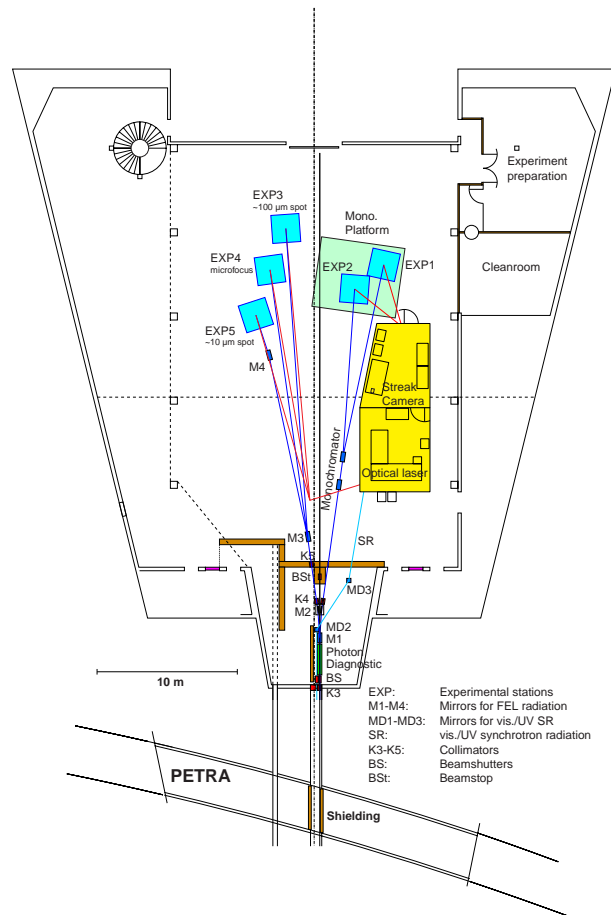 Experiment
preparation
EXP3
~100 µm spot
Mono.
Platform
EXP4
microfocus
EXP2
EXP1
Cleanroom
EXP5
~10 µm spot
M4
Streak
Camera
Monochromator
Optical laser
M3
SR
K5
BSt
MD3
K4
M2
MD2
M1
Photon
Diagnostic
BS
K3
10 m
EXP: Experimental stations
M1-M4: Mirrors for FEL radiation
MD1-MD3: Mirrors for vis./UV SR
SR: vis./UV synchrotron radiation
K3-K5: Collimators
BS: Beamshutters
BSt: Beamstop
PETRA
Shielding